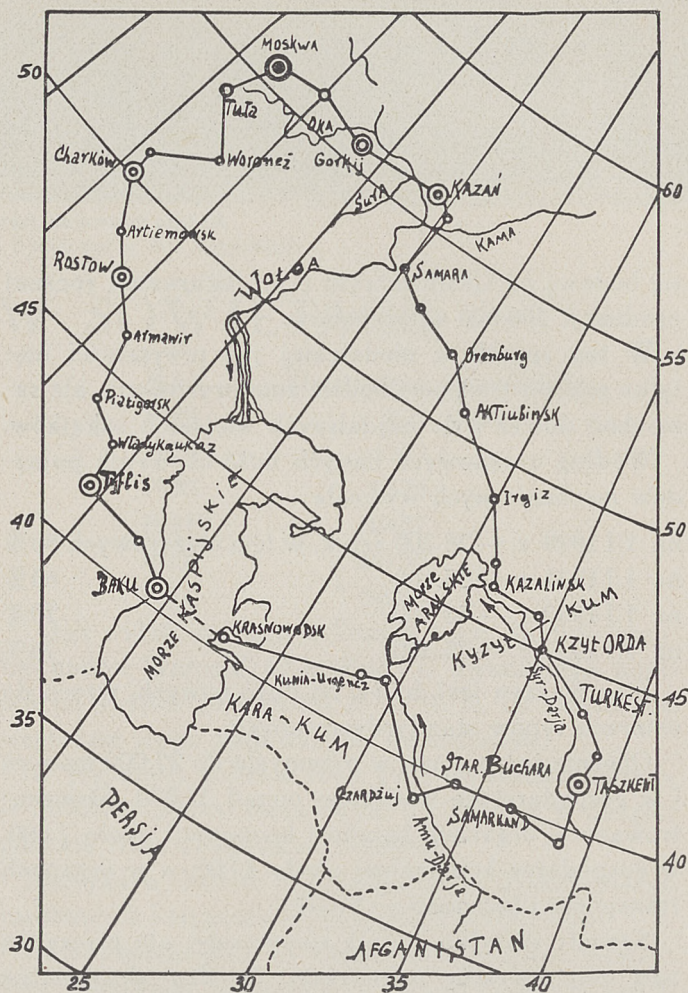 MOSKWA
50
Tuła
OKA
Gorkij
Charków
Woroneż
KAZAŃ
60
SurA
KAMA
Artiemowsk
ROSTOW
SAMARA
WołgA
45
Armawir
Orenburg
55
Piatigorsk
AKTiubiNSK
Władykaukaz
Tyflis
Irgiz
40
50
BAKU
MORZE KASPIJSKIE
MORZE ARALSKIE
KAZALINSK
KRASNOWODSK
KYZYŁ KUM
KZYŁ ORDA
Kunia-Urgencz
Syr-Darja
TURKEST.
45
35
KARA-KUM
STAR. BuchARA
TASZKENT
CZARDŻuj
SAMARKAND
PERSJA
Amu-Darja
40
30
AFGANISTAN
25
30
35
40